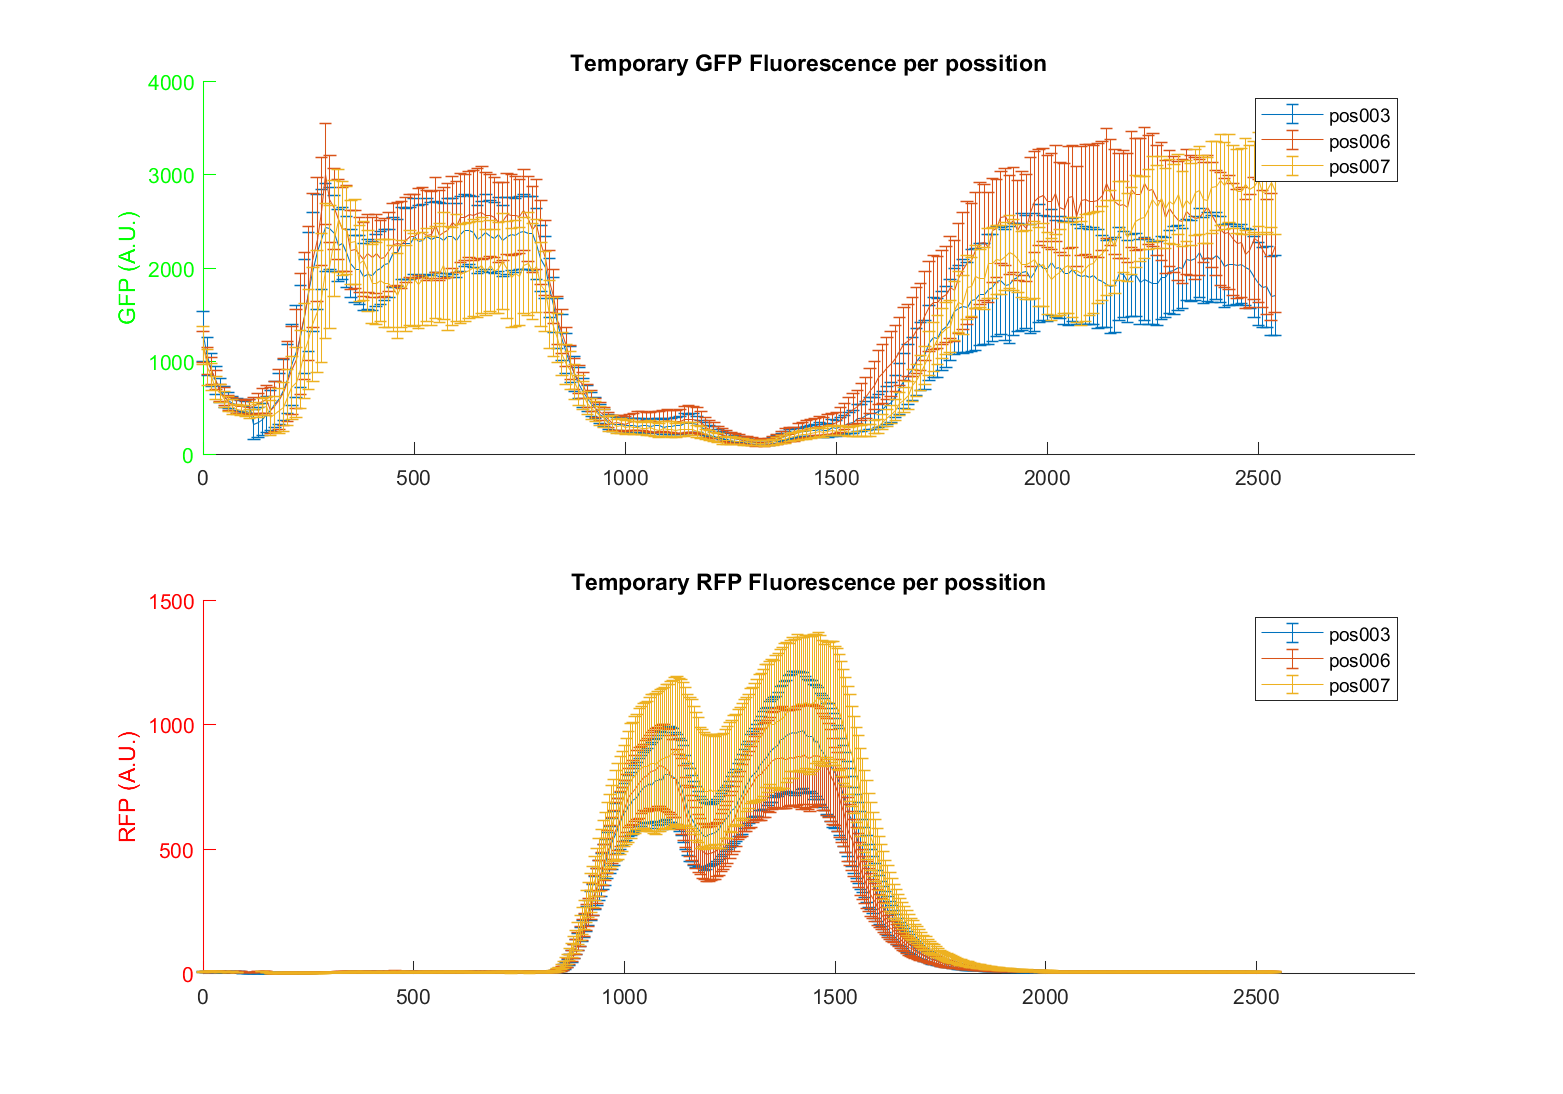 Temporary GFP Fluorescence per possition
4000
3000
2000
1000
0
GFP (A.U.)
pos003
pos006
pos007
0 500 1000 1500 2000 2500
Temporary RFP Fluorescence per possition
1500
1000
500
0
RFP (A.U.)
pos003
pos006
pos007
0 500 1000 1500 2000 2500